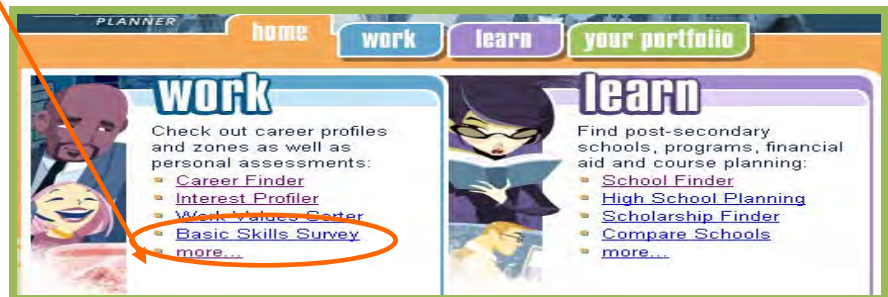 PLANNER
home
work
learn
your portfolio
work
Check out career profiles
and zones as well as
personal assessments:
Career Finder
Interest Profiler
Work Values Sorter
Basic Skills Survey
more...
learn
Find post-secondary
schools, programs, financial
aid and course planning:
School Finder
High School Planning
Scholarship Finder
Compare Schools
more...